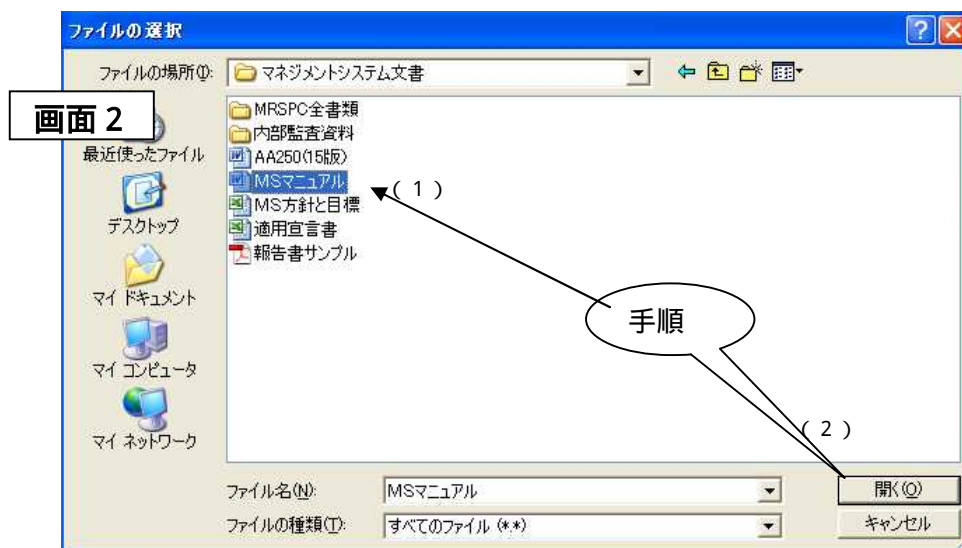 ファイルの選択
ファイルの場所(I):
マネジメントシステム文書
画面2
最近使ったファイル
デスクトップ
マイ ドキュメント
マイ コンピュータ
マイ ネットワーク
MRSPC全書類
内部監査資料
AA250(15版)
MSマニュアル
MS方針と目標
適用宣言書
報告書サンプル
(1)
手順
(2)
ファイル名(N):
MSマニュアル
開く(O)
ファイルの種類(T):
すべてのファイル (*.*)
キャンセル